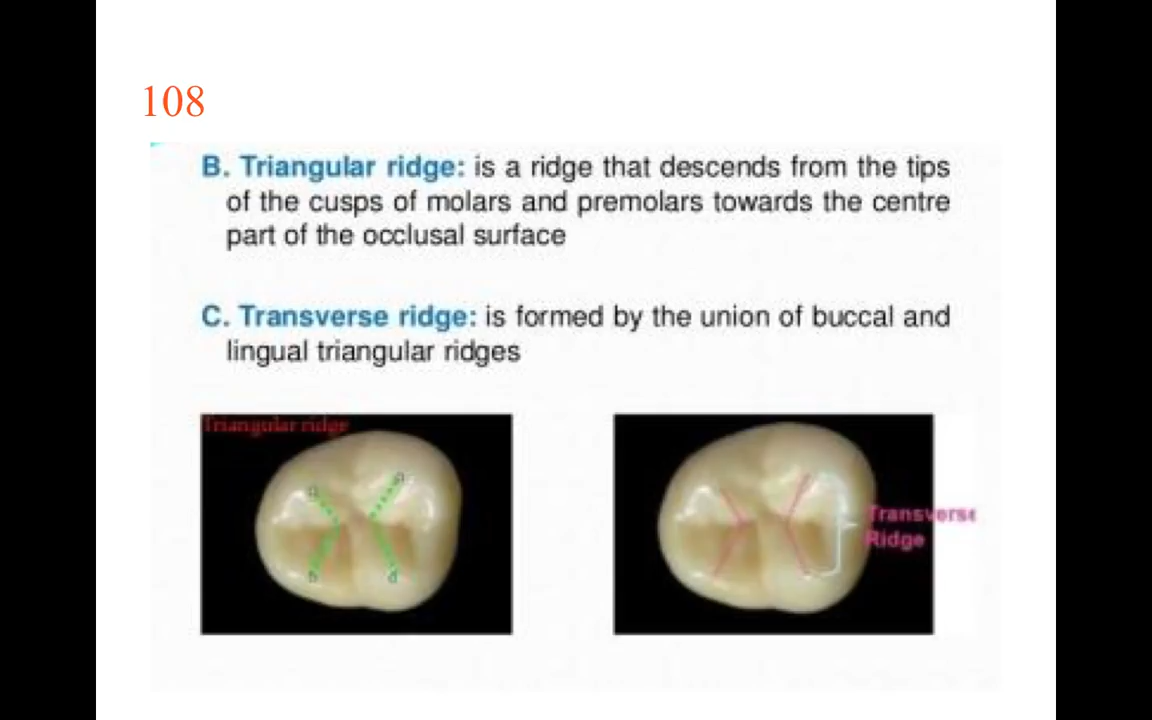 108
B. Triangular ridge: is a ridge that descends from the tips
of the cusps of molars and premolars towards the centre
part of the occlusal surface
C. Transverse ridge: is formed by the union of buccal and
lingual triangular ridges
Triangular ridge
a
b
d
Transverse
Ridge